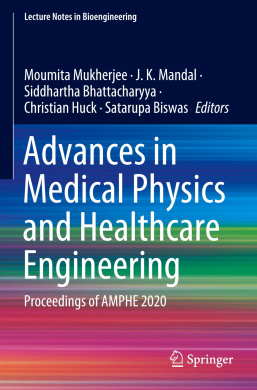 Lecture Notes in Bioengineering
Moumita Mukherjee · J. K. Mandal ·
Siddhartha Bhattacharyya ·
Christian Huck · Satarupa Biswas Editors
Advances in
Medical Physics
and Healthcare
Engineering
Proceedings of AMPHE 2020
Springer